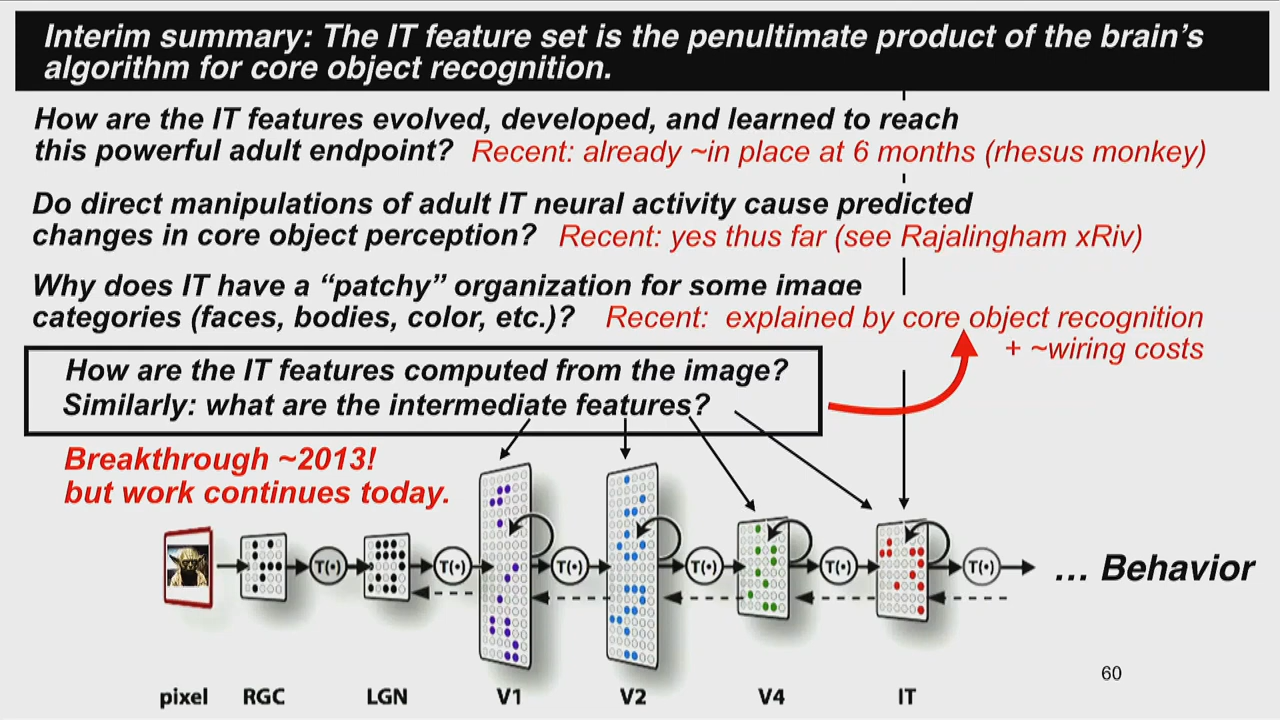 Interim summary: The IT feature set is the penultimate product of the brain's
algorithm for core object recognition.
How are the IT features evolved, developed, and learned to reach
this powerful adult endpoint? Recent: already ~in place at 6 months (rhesus monkey)
Do direct manipulations of adult IT neural activity cause predicted
changes in core object perception? Recent: yes thus far (see Rajalingham xRiv)
Why does IT have a “patchy” organization for some image
categories (faces, bodies, color, etc.)? Recent: explained by core object recognition
+ ~wiring costs
How are the IT features computed from the image?
Similarly: what are the intermediate features?
Breakthrough ~2013!
but work continues today.
T(•) T(•) T(•) T(•) T(•) T(•) ... Behavior
60
pixel RGC LGN V1 V2 V4 IT